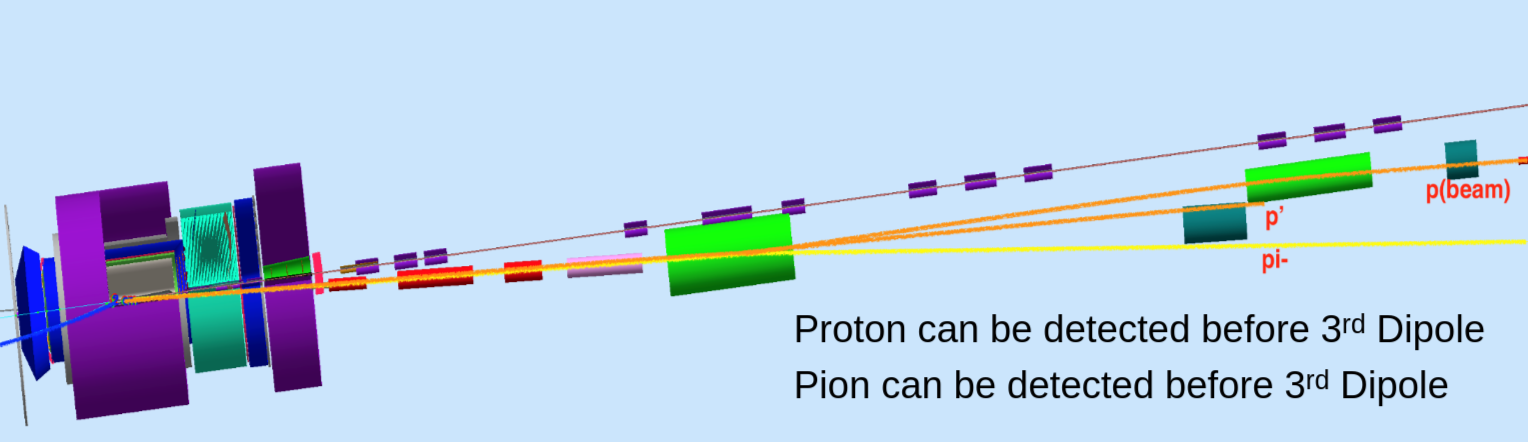 p(beam)
p’
pi-
Proton can be detected before 3rd Dipole
Pion can be detected before 3rd Dipole